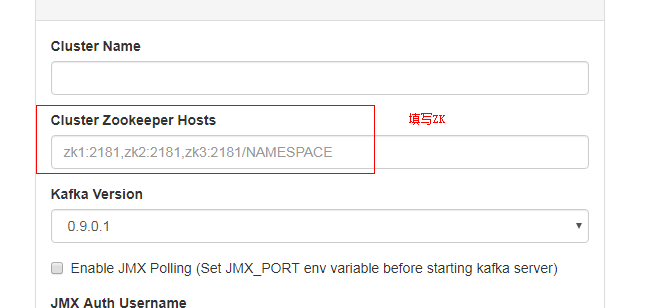 Cluster Name
Cluster Zookeeper Hosts
填写ZK
zk1:2181,zk2:2181,zk3:2181/NAMESPACE
Kafka Version
0.9.0.1
Enable JMX Polling (Set JMX_PORT env variable before starting kafka server)
JMX Auth Username